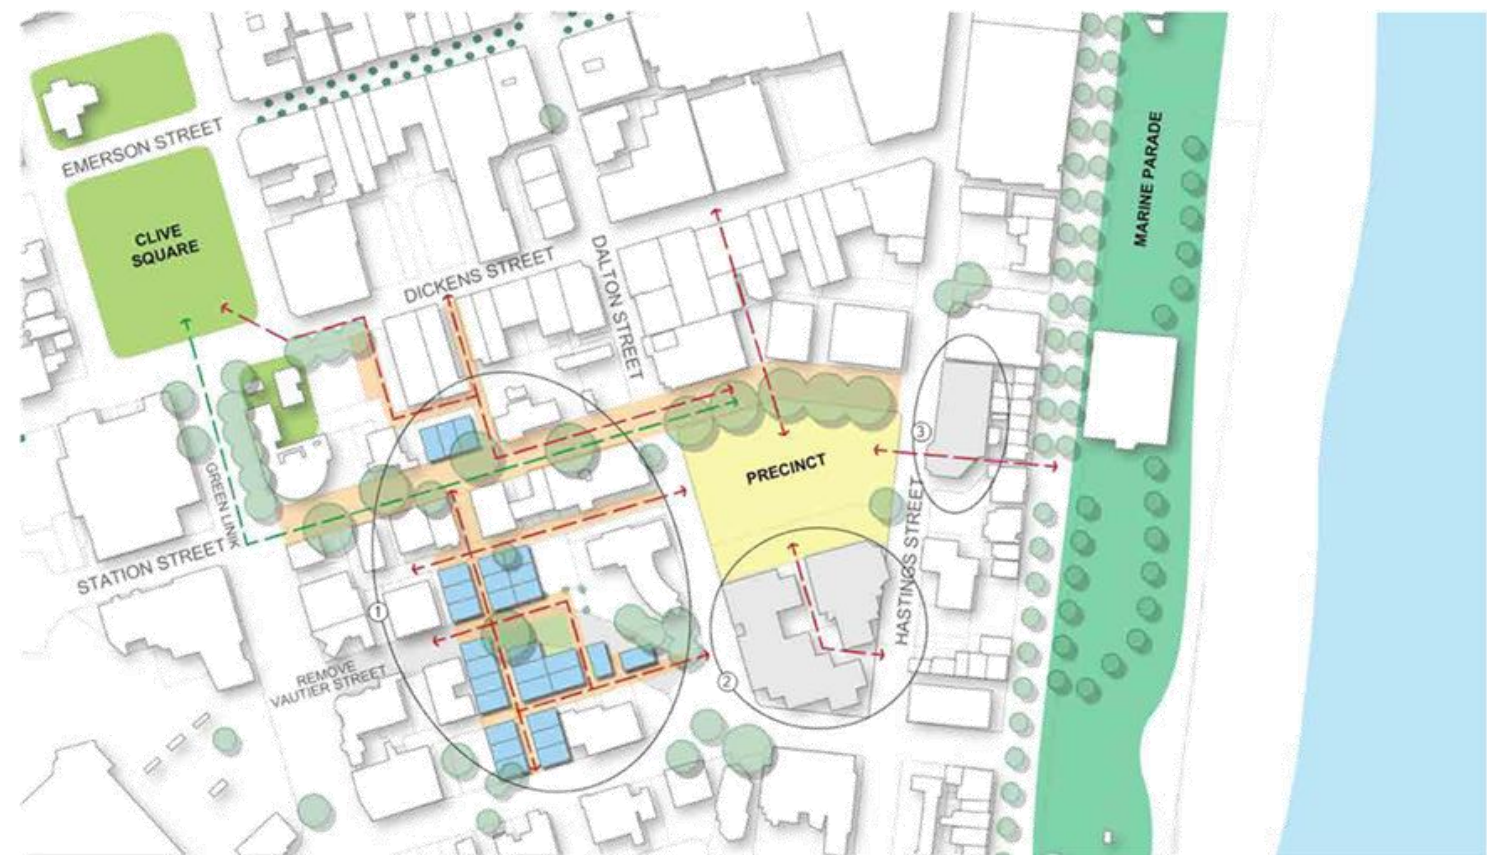 EMERSON STREET
CLIVE
SQUARE
MARINE PARADE
DICKENS STREET
DALTON STREET
GREEN LINK
STATION STREET
PRECINCT
HASTINGS STREET
REMOVE
VAUTIER STREET
1
2
3